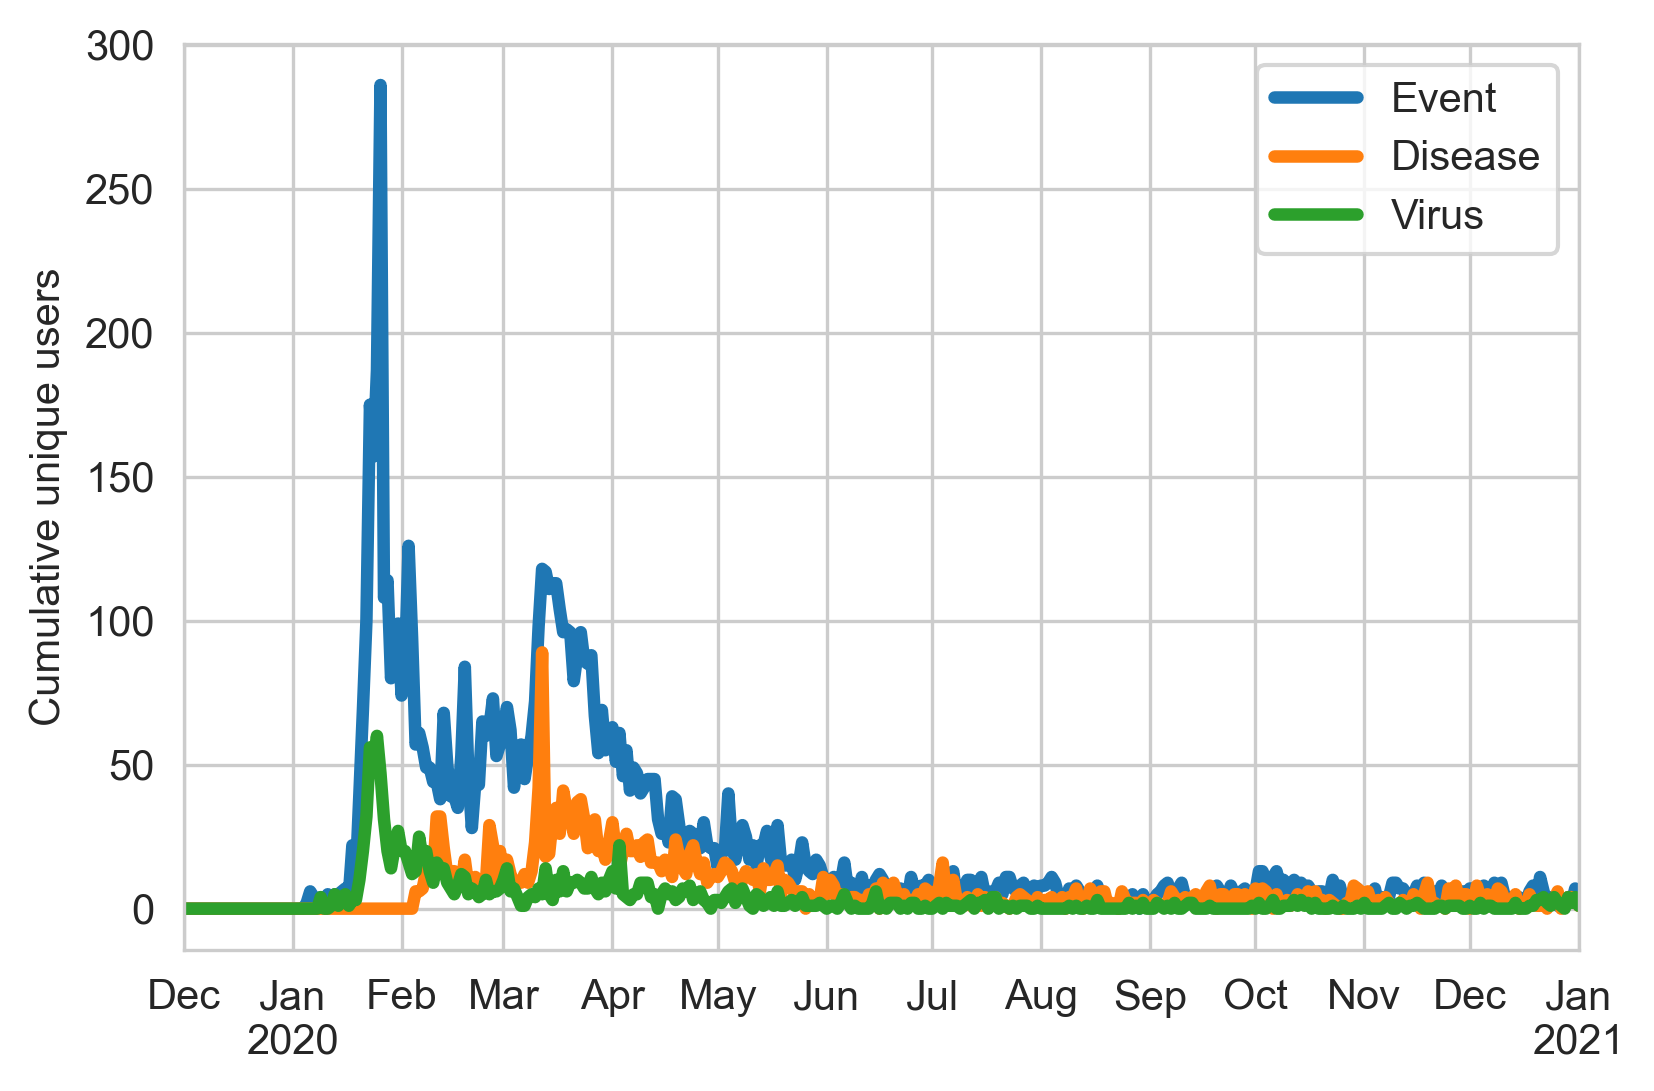 300
250
200
150
100
50
0
Cumulative unique users
Event
Disease
Virus
Dec Jan Feb Mar Apr May Jun Jul Aug Sep Oct Nov Dec Jan
2020 2021